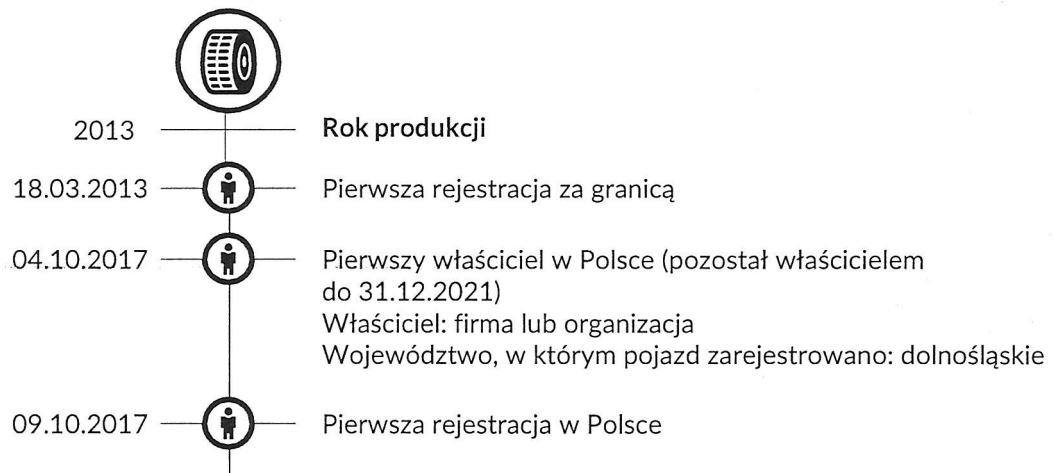 2013 Rok produkcji
18.03.2013 Pierwsza rejestracja za granicą
04.10.2017 Pierwszy właściciel w Polsce (pozostał właścicielem
do 31.12.2021)
Właściciel: firma lub organizacja
Województwo, w którym pojazd zarejestrowano: dolnośląskie
09.10.2017 Pierwsza rejestracja w Polsce